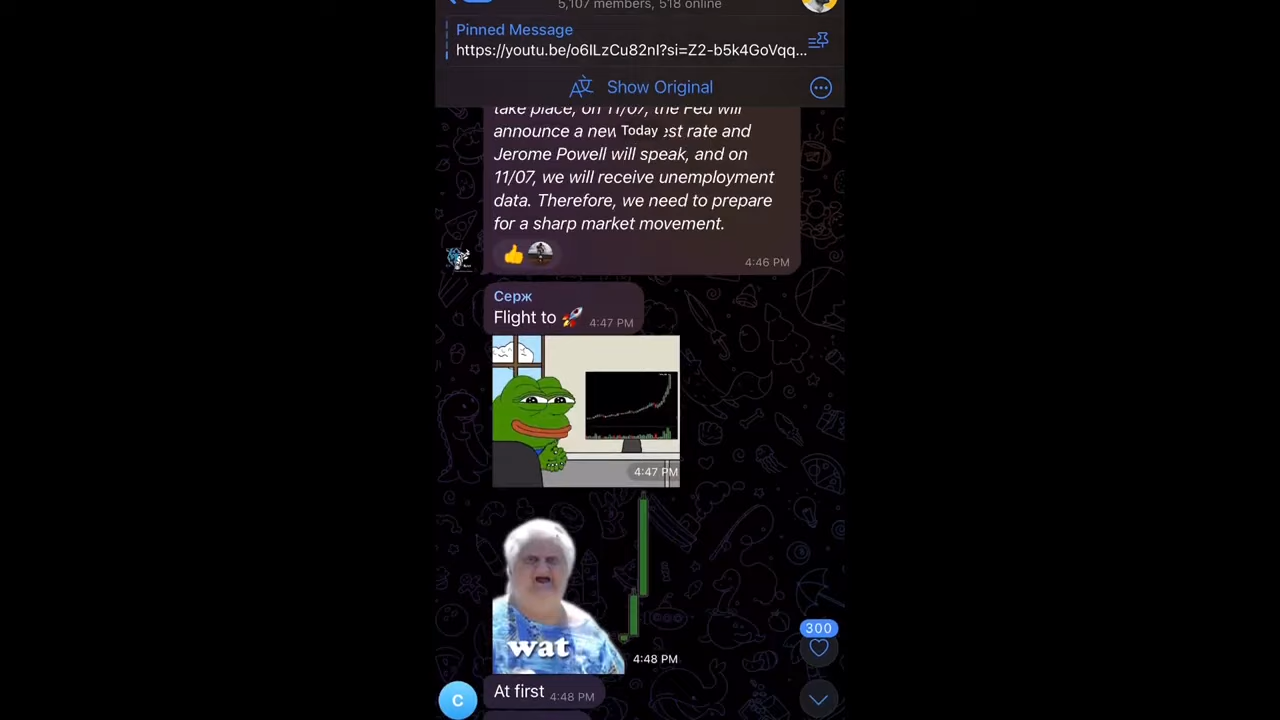 5,107 members, 518 online
Pinned Message
https://youtu.be/o6ILzCu82nI?si=Z2-b5k4GoVqq...
Show Original
take place, on 11/07, the Fed will
announce a new Today est rate and
Jerome Powell will speak, and on
11/07, we will receive unemployment
data. Therefore, we need to prepare
for a sharp market movement.
4:46 PM
Серж
Flight to 🚀 4:47 PM
4:47 PM
wat
4:48 PM
300
C
At first 4:48 PM